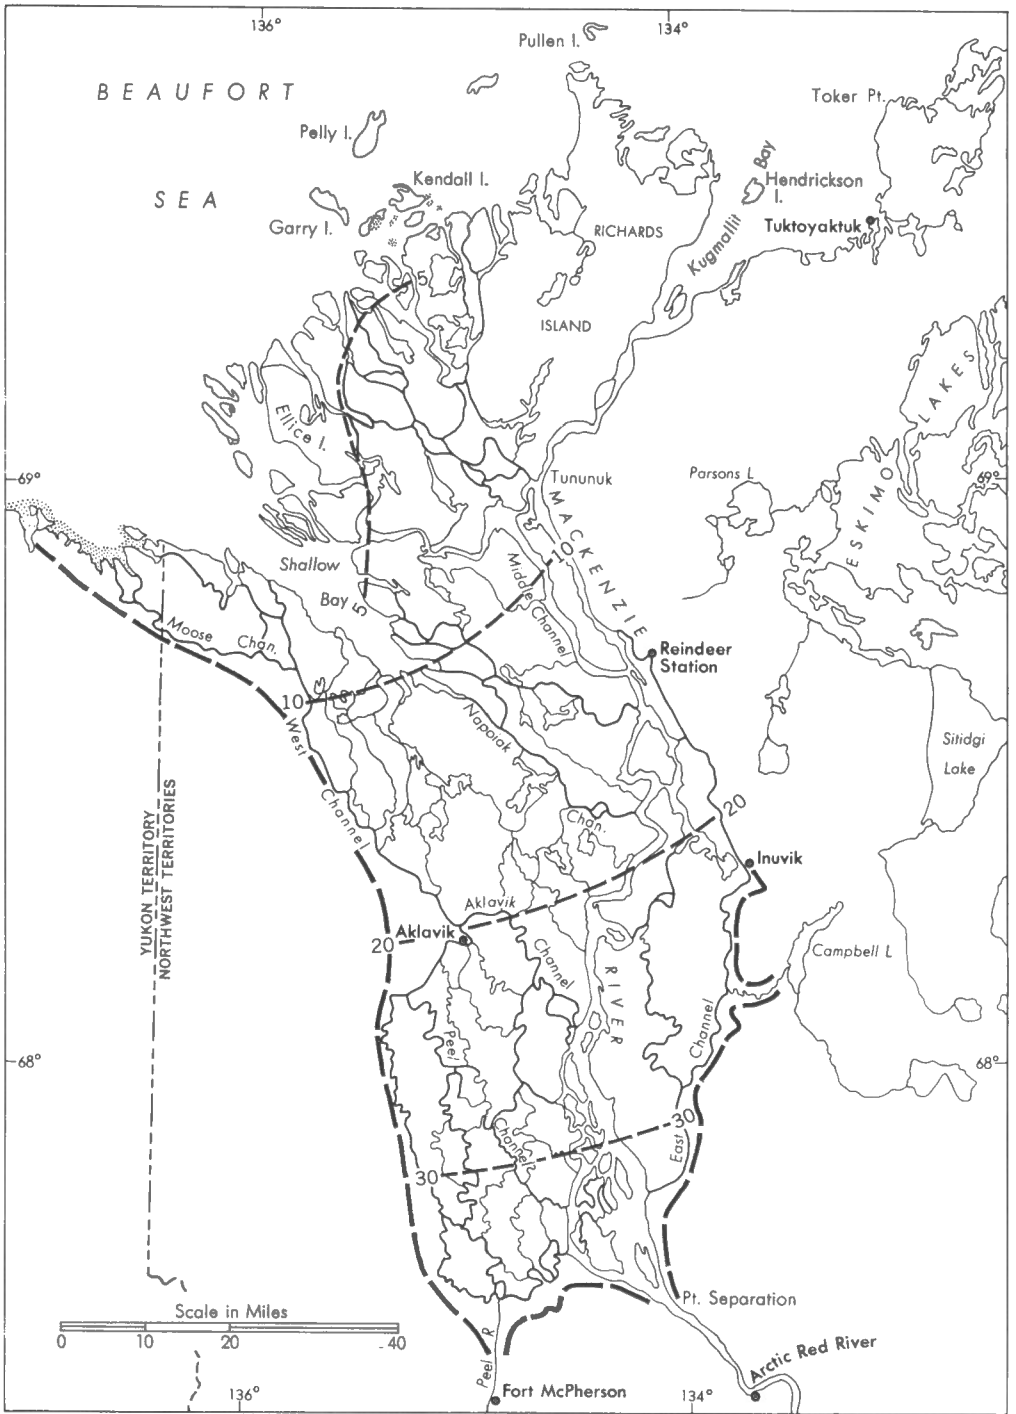 136°
134°
Pullen I.
BEAUFORT
Toker Pt.
Pelly I.
Kendall I.
Bay
Hendrickson
I.
SEA
Garry I.
RICHARDS
Kugmallit
Tuktoyaktuk
5
ISLAND
LAKES
Ellice I.
69°
Tununuk
Parsons L
ESKIMO
69°
MACKENZIE
Shallow
Bay
5
10
Middle Channel
Moose Chan.
Reindeer
Station
10
West
Channel
Napoiak
Chan.
Sitidgi
Lake
YUKON TERRITORY
NORTHWEST TERRITORIES
20
Inuvik
Aklavik
Channel
Aklavik
20
Campbell L
RIVER
Peel
Channel
Channel
East
68°
68°
30
30
Pt. Separation
Scale in Miles
0 10 20 40
Arctic Red River
Peel R
Fort McPherson
136°
134°